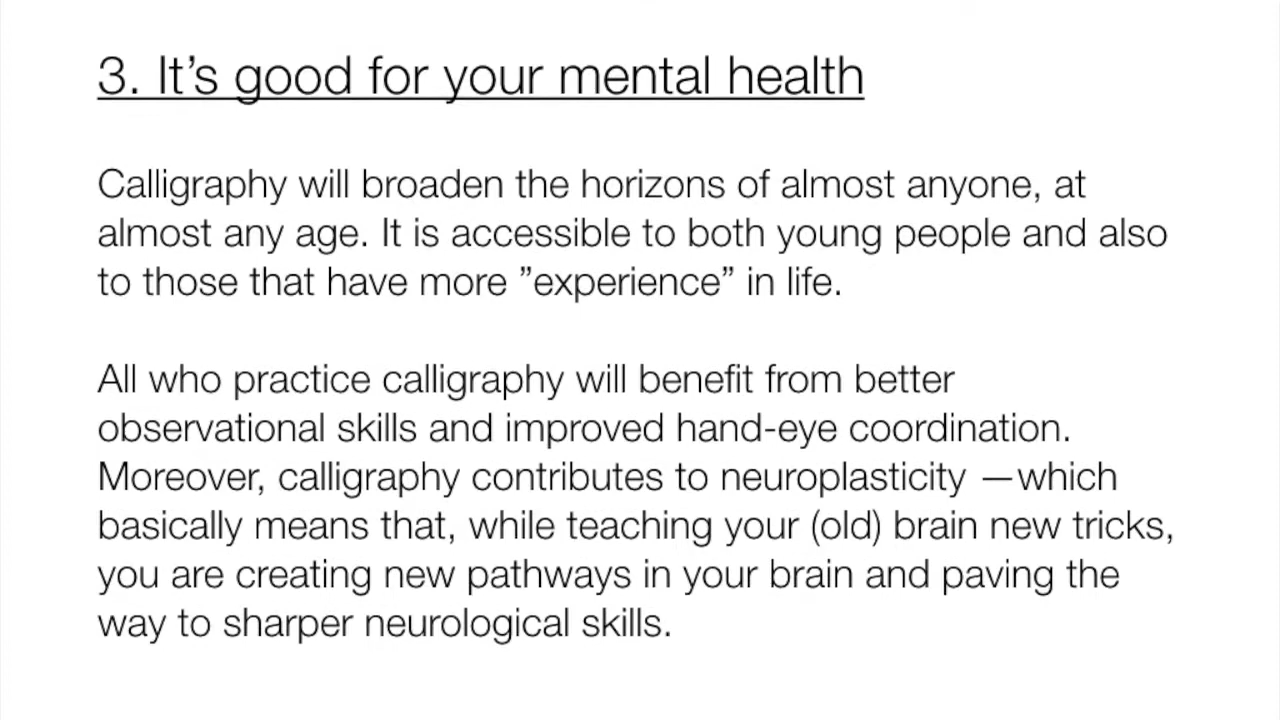 3. It’s good for your mental health
Calligraphy will broaden the horizons of almost anyone, at
almost any age. It is accessible to both young people and also
to those that have more ”experience” in life.
All who practice calligraphy will benefit from better
observational skills and improved hand-eye coordination.
Moreover, calligraphy contributes to neuroplasticity —which
basically means that, while teaching your (old) brain new tricks,
you are creating new pathways in your brain and paving the
way to sharper neurological skills.